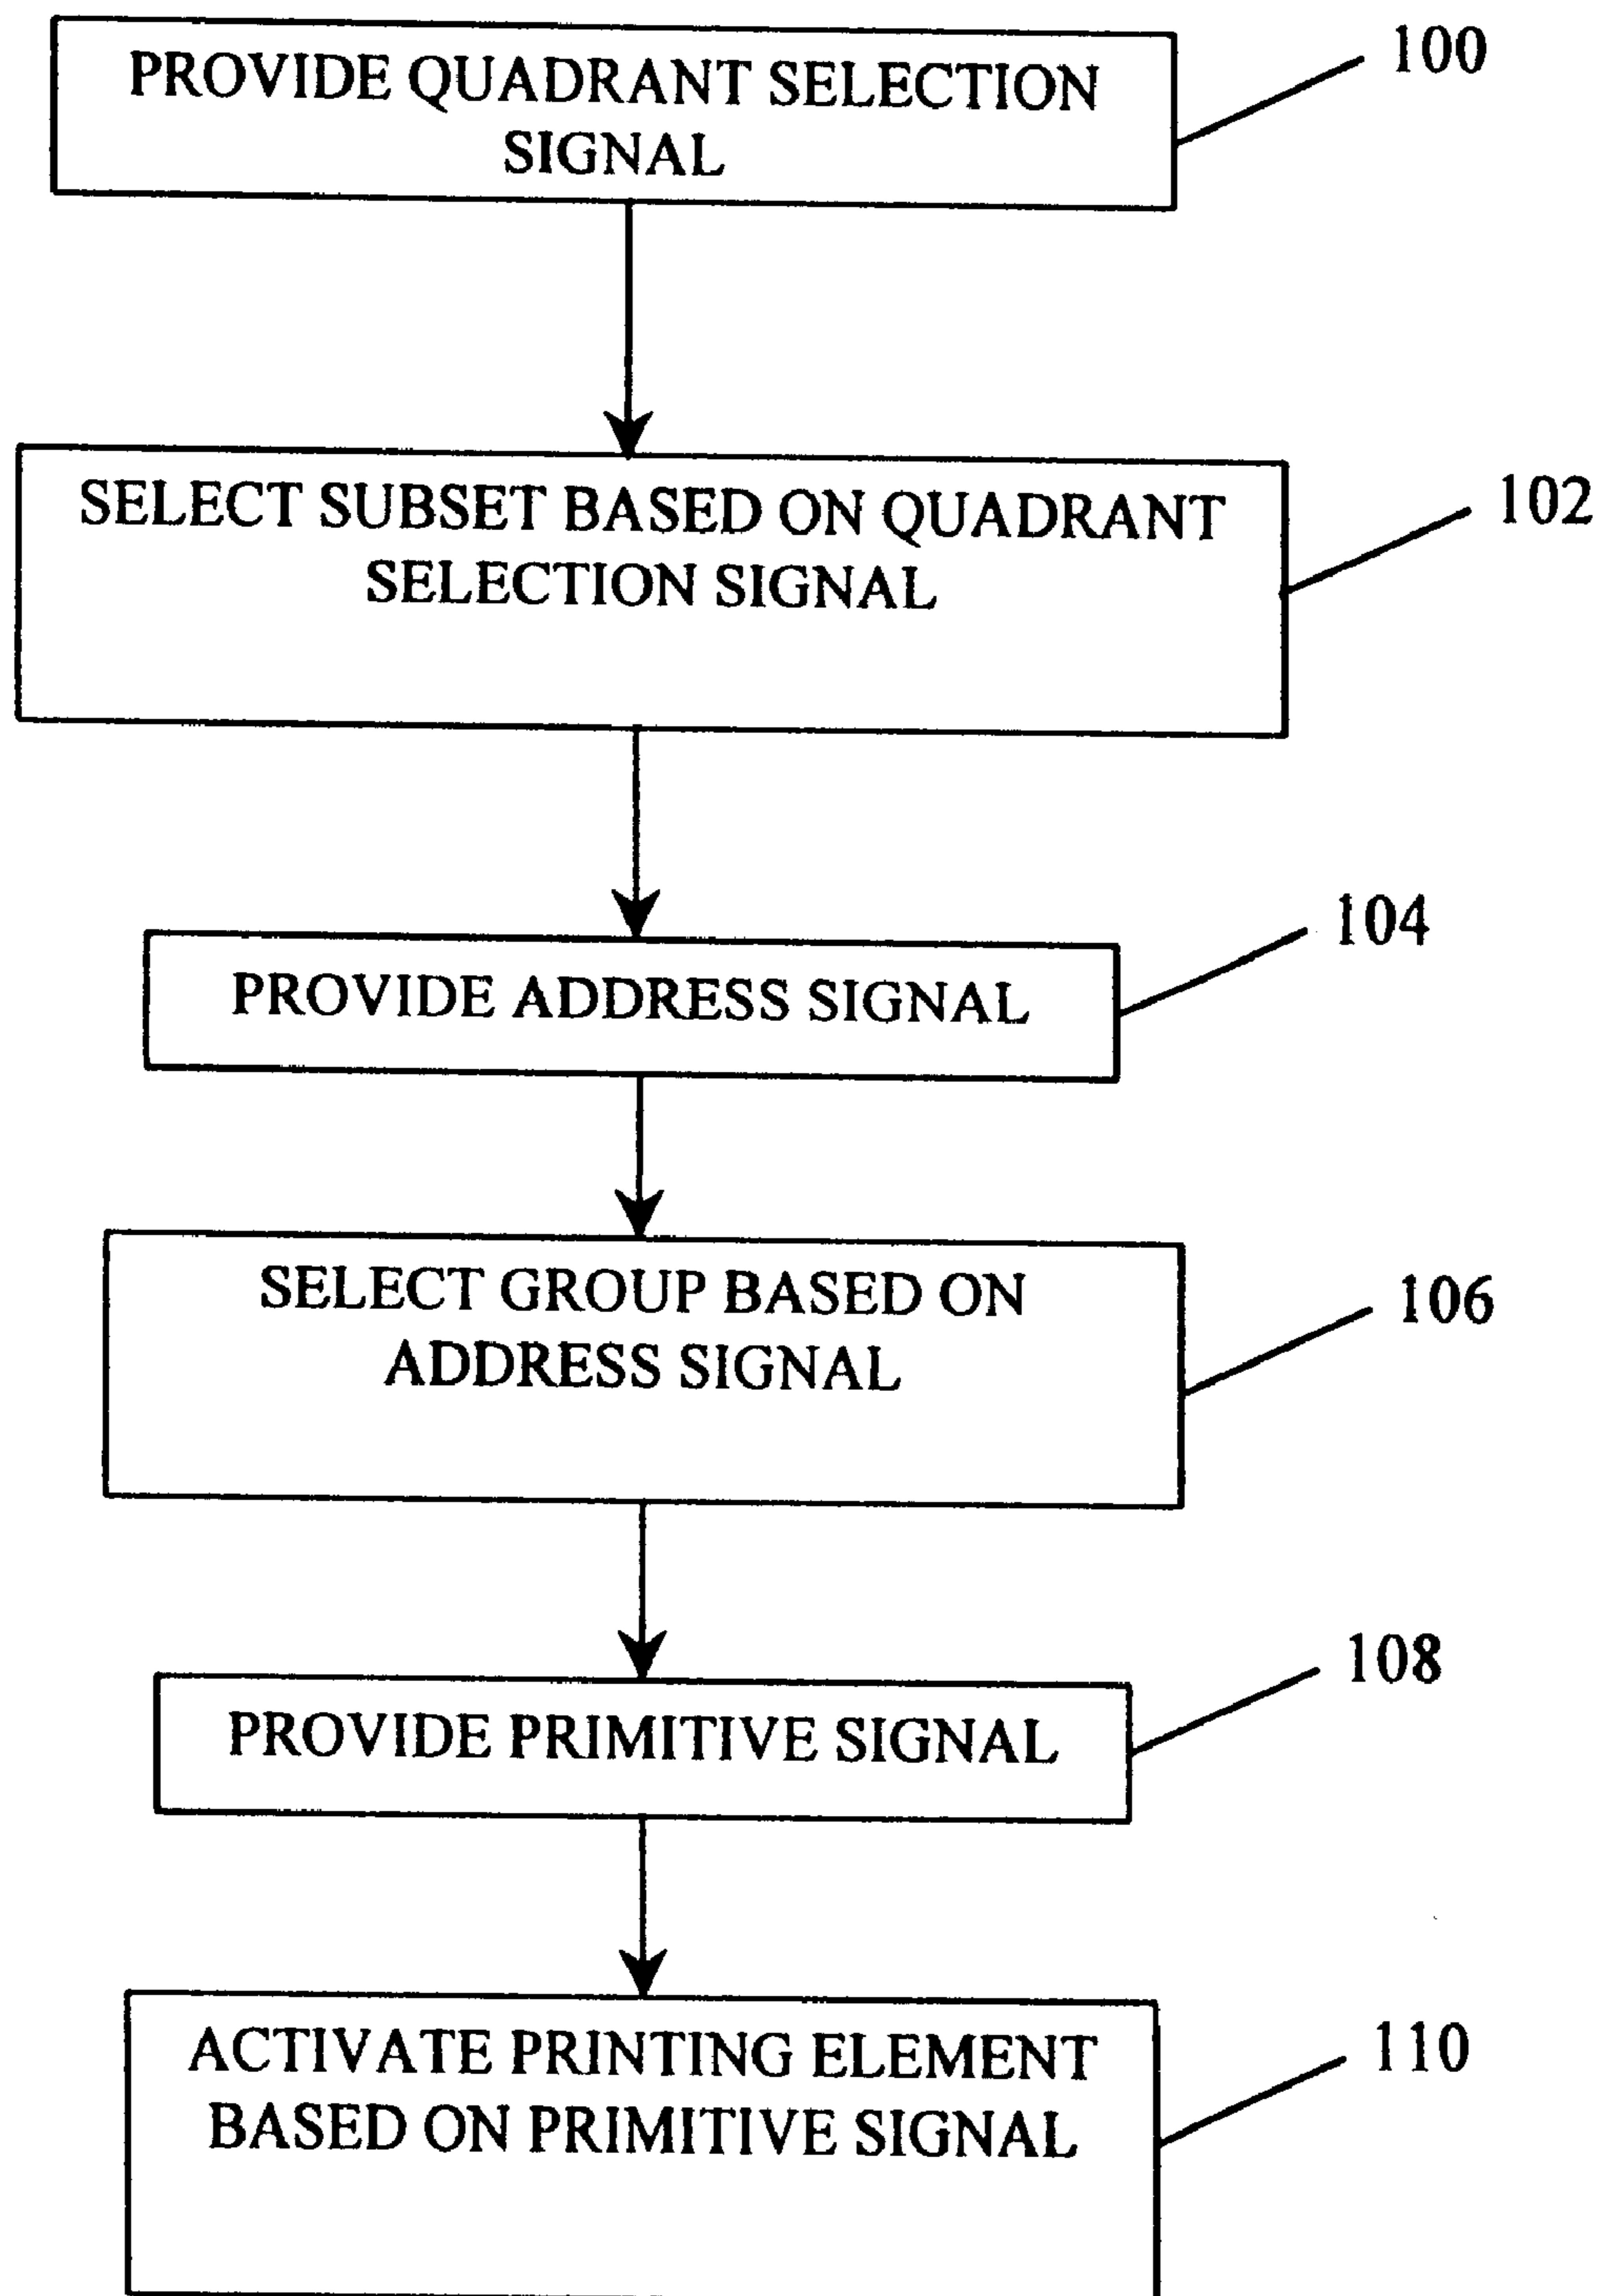 PROVIDE QUADRANT SELECTION
SIGNAL
100
SELECT SUBSET BASED ON QUADRANT
SELECTION SIGNAL
102
PROVIDE ADDRESS SIGNAL
104
SELECT GROUP BASED ON
ADDRESS SIGNAL
106
PROVIDE PRIMITIVE SIGNAL
108
ACTIVATE PRINTING ELEMENT
BASED ON PRIMITIVE SIGNAL
110